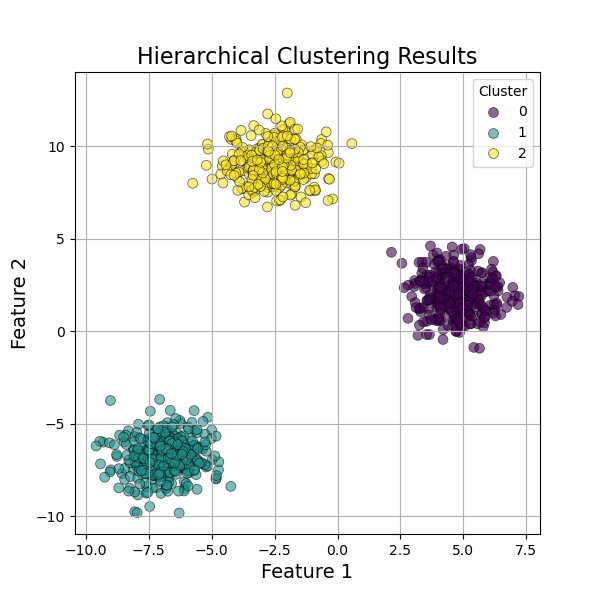 Hierarchical Clustering Results
Cluster
0
1
2
10
5
0
−5
−10
Feature 2
−10.0 −7.5 −5.0 −2.5 0.0 2.5 5.0 7.5
Feature 1